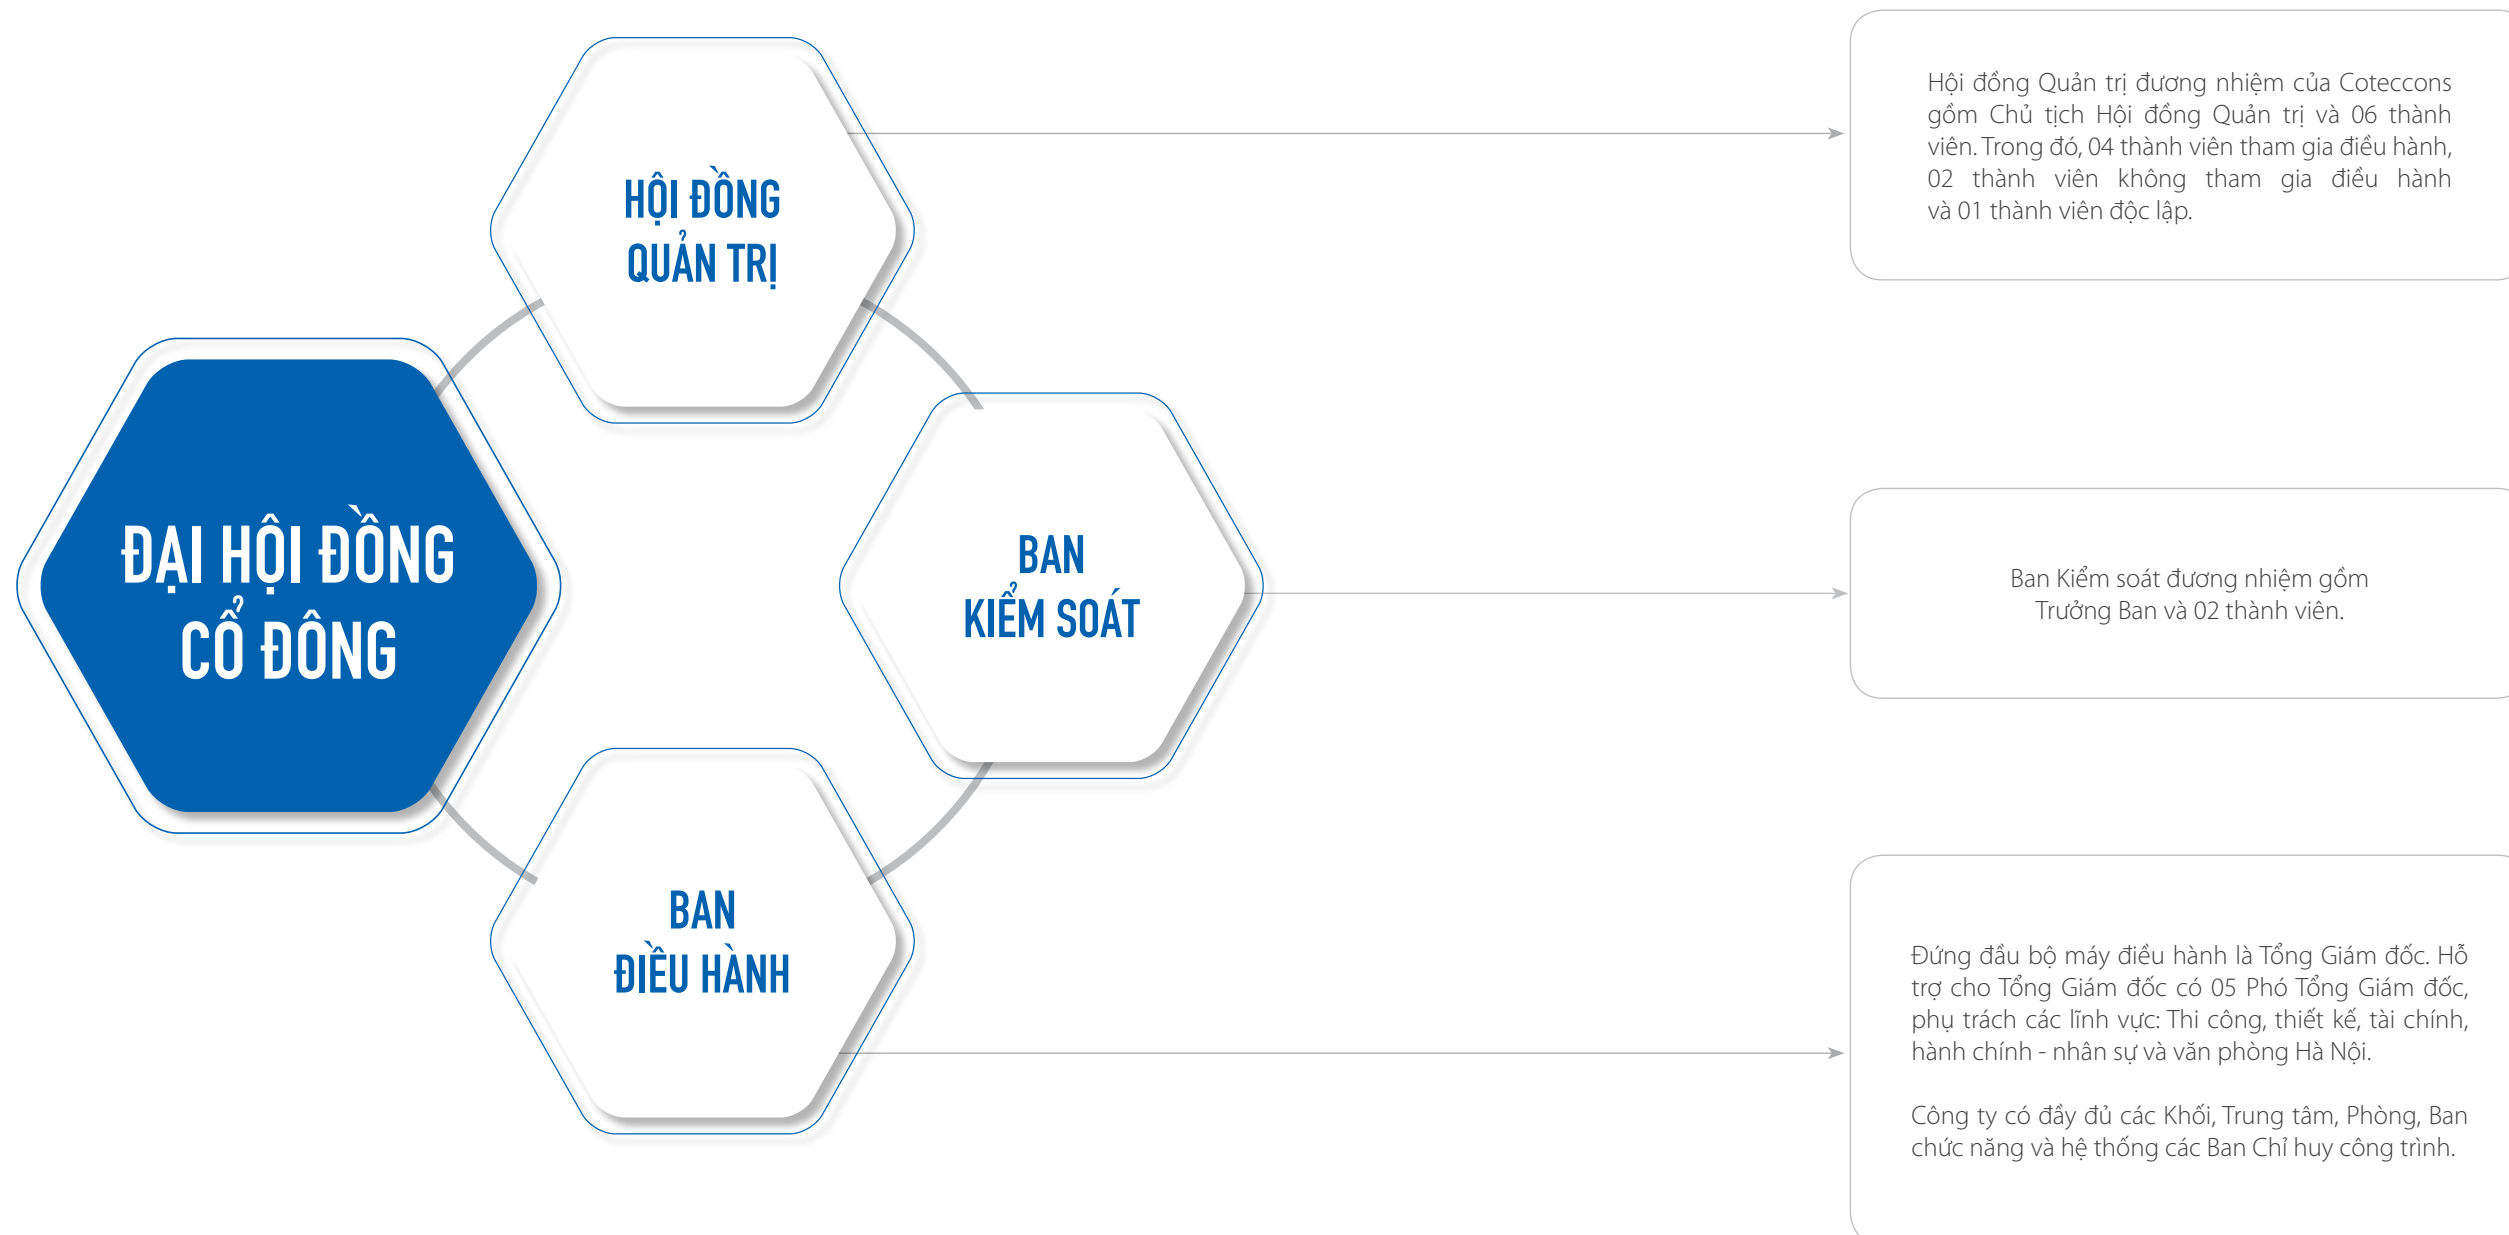 HỘI ĐỒNG
QUẢN TRỊ
Hội đồng Quản trị đương nhiệm của Coteccons
gồm Chủ tịch Hội đồng Quản trị và 06 thành
viên. Trong đó, 04 thành viên tham gia điều hành,
02 thành viên không tham gia điều hành
và 01 thành viên độc lập.
ĐẠI HỘI ĐỒNG
CỔ ĐÔNG
BAN
KIỂM SOÁT
Ban Kiểm soát đương nhiệm gồm
Trưởng Ban và 02 thành viên.
BAN
ĐIỀU HÀNH
Đứng đầu bộ máy điều hành là Tổng Giám đốc. Hỗ
trợ cho Tổng Giám đốc có 05 Phó Tổng Giám đốc,
phụ trách các lĩnh vực: Thi công, thiết kế, tài chính,
hành chính - nhân sự và văn phòng Hà Nội.
Công ty có đầy đủ các Khối, Trung tâm, Phòng, Ban
chức năng và hệ thống các Ban Chỉ huy công trình.